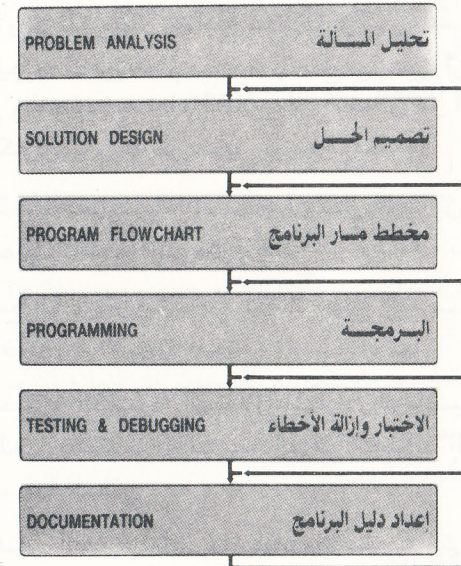 PROBLEM ANALYSIS تحليل المسألة
SOLUTION DESIGN تصميم الحل
PROGRAM FLOWCHART مخطط مسار البرنامج
PROGRAMMING البرمجة
TESTING & DEBUGGING الاختبار وإزالة الأخطاء
DOCUMENTATION اعداد دليل البرنامج